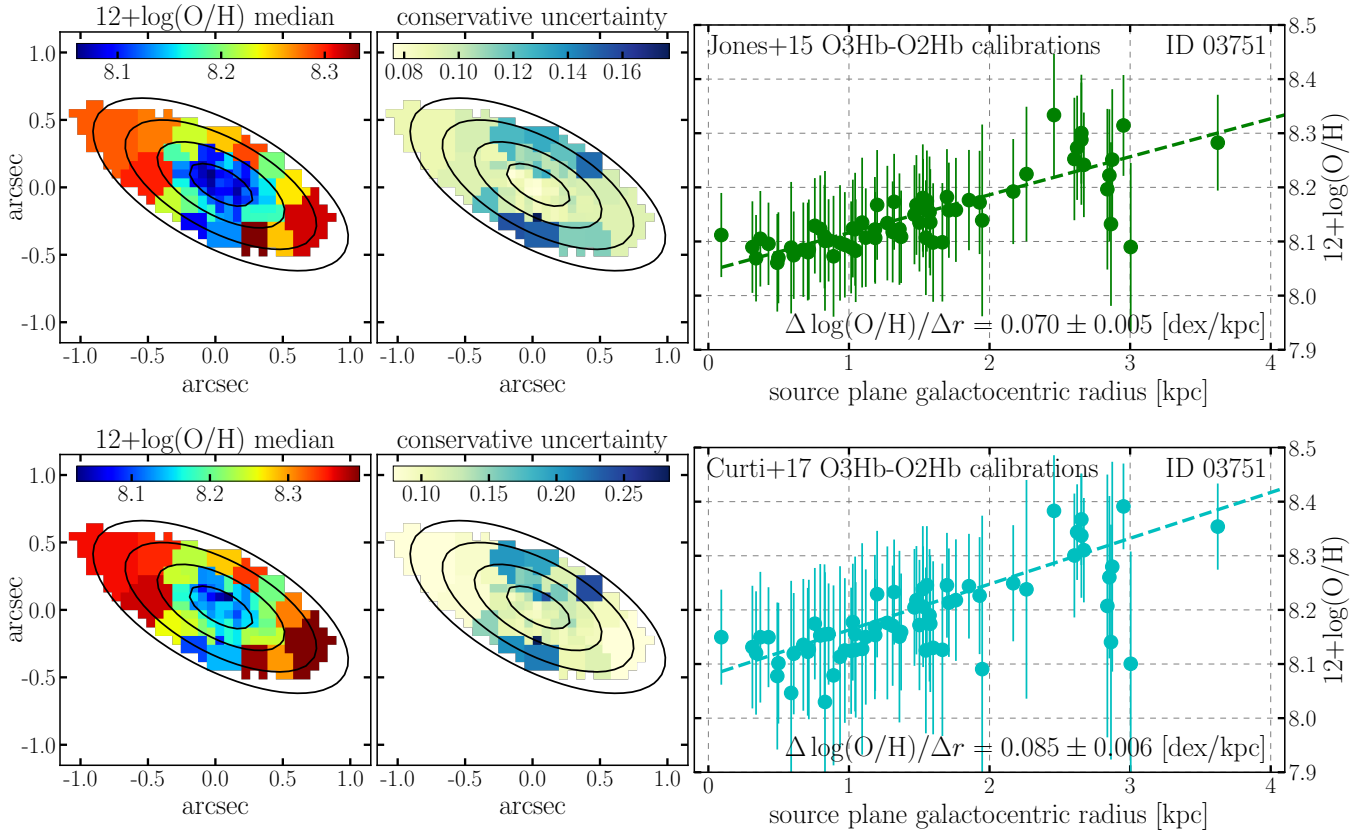 12+log(O/H) median
conservative uncertainty
8.1 8.2 8.3
0.08 0.10 0.12 0.14 0.16
1.0
0.5
0.0
-0.5
-1.0
arcsec
-1.0 -0.5 0.0 0.5 1.0
arcsec
-1.0 -0.5 0.0 0.5 1.0
arcsec
Jones+15 O3Hb-O2Hb calibrations ID 03751
Δ log(O/H)/Δr = 0.070 ± 0.005 [dex/kpc]
8.5
8.4
8.3
8.2
8.1
8.0
7.9
12+log(O/H)
0 1 2 3 4
source plane galactocentric radius [kpc]
12+log(O/H) median
conservative uncertainty
8.1 8.2 8.3
0.10 0.15 0.20 0.25
1.0
0.5
0.0
-0.5
-1.0
arcsec
-1.0 -0.5 0.0 0.5 1.0
arcsec
-1.0 -0.5 0.0 0.5 1.0
arcsec
Curti+17 O3Hb-O2Hb calibrations ID 03751
Δ log(O/H)/Δr = 0.085 ± 0.006 [dex/kpc]
8.5
8.4
8.3
8.2
8.1
8.0
7.9
12+log(O/H)
0 1 2 3 4
source plane galactocentric radius [kpc]